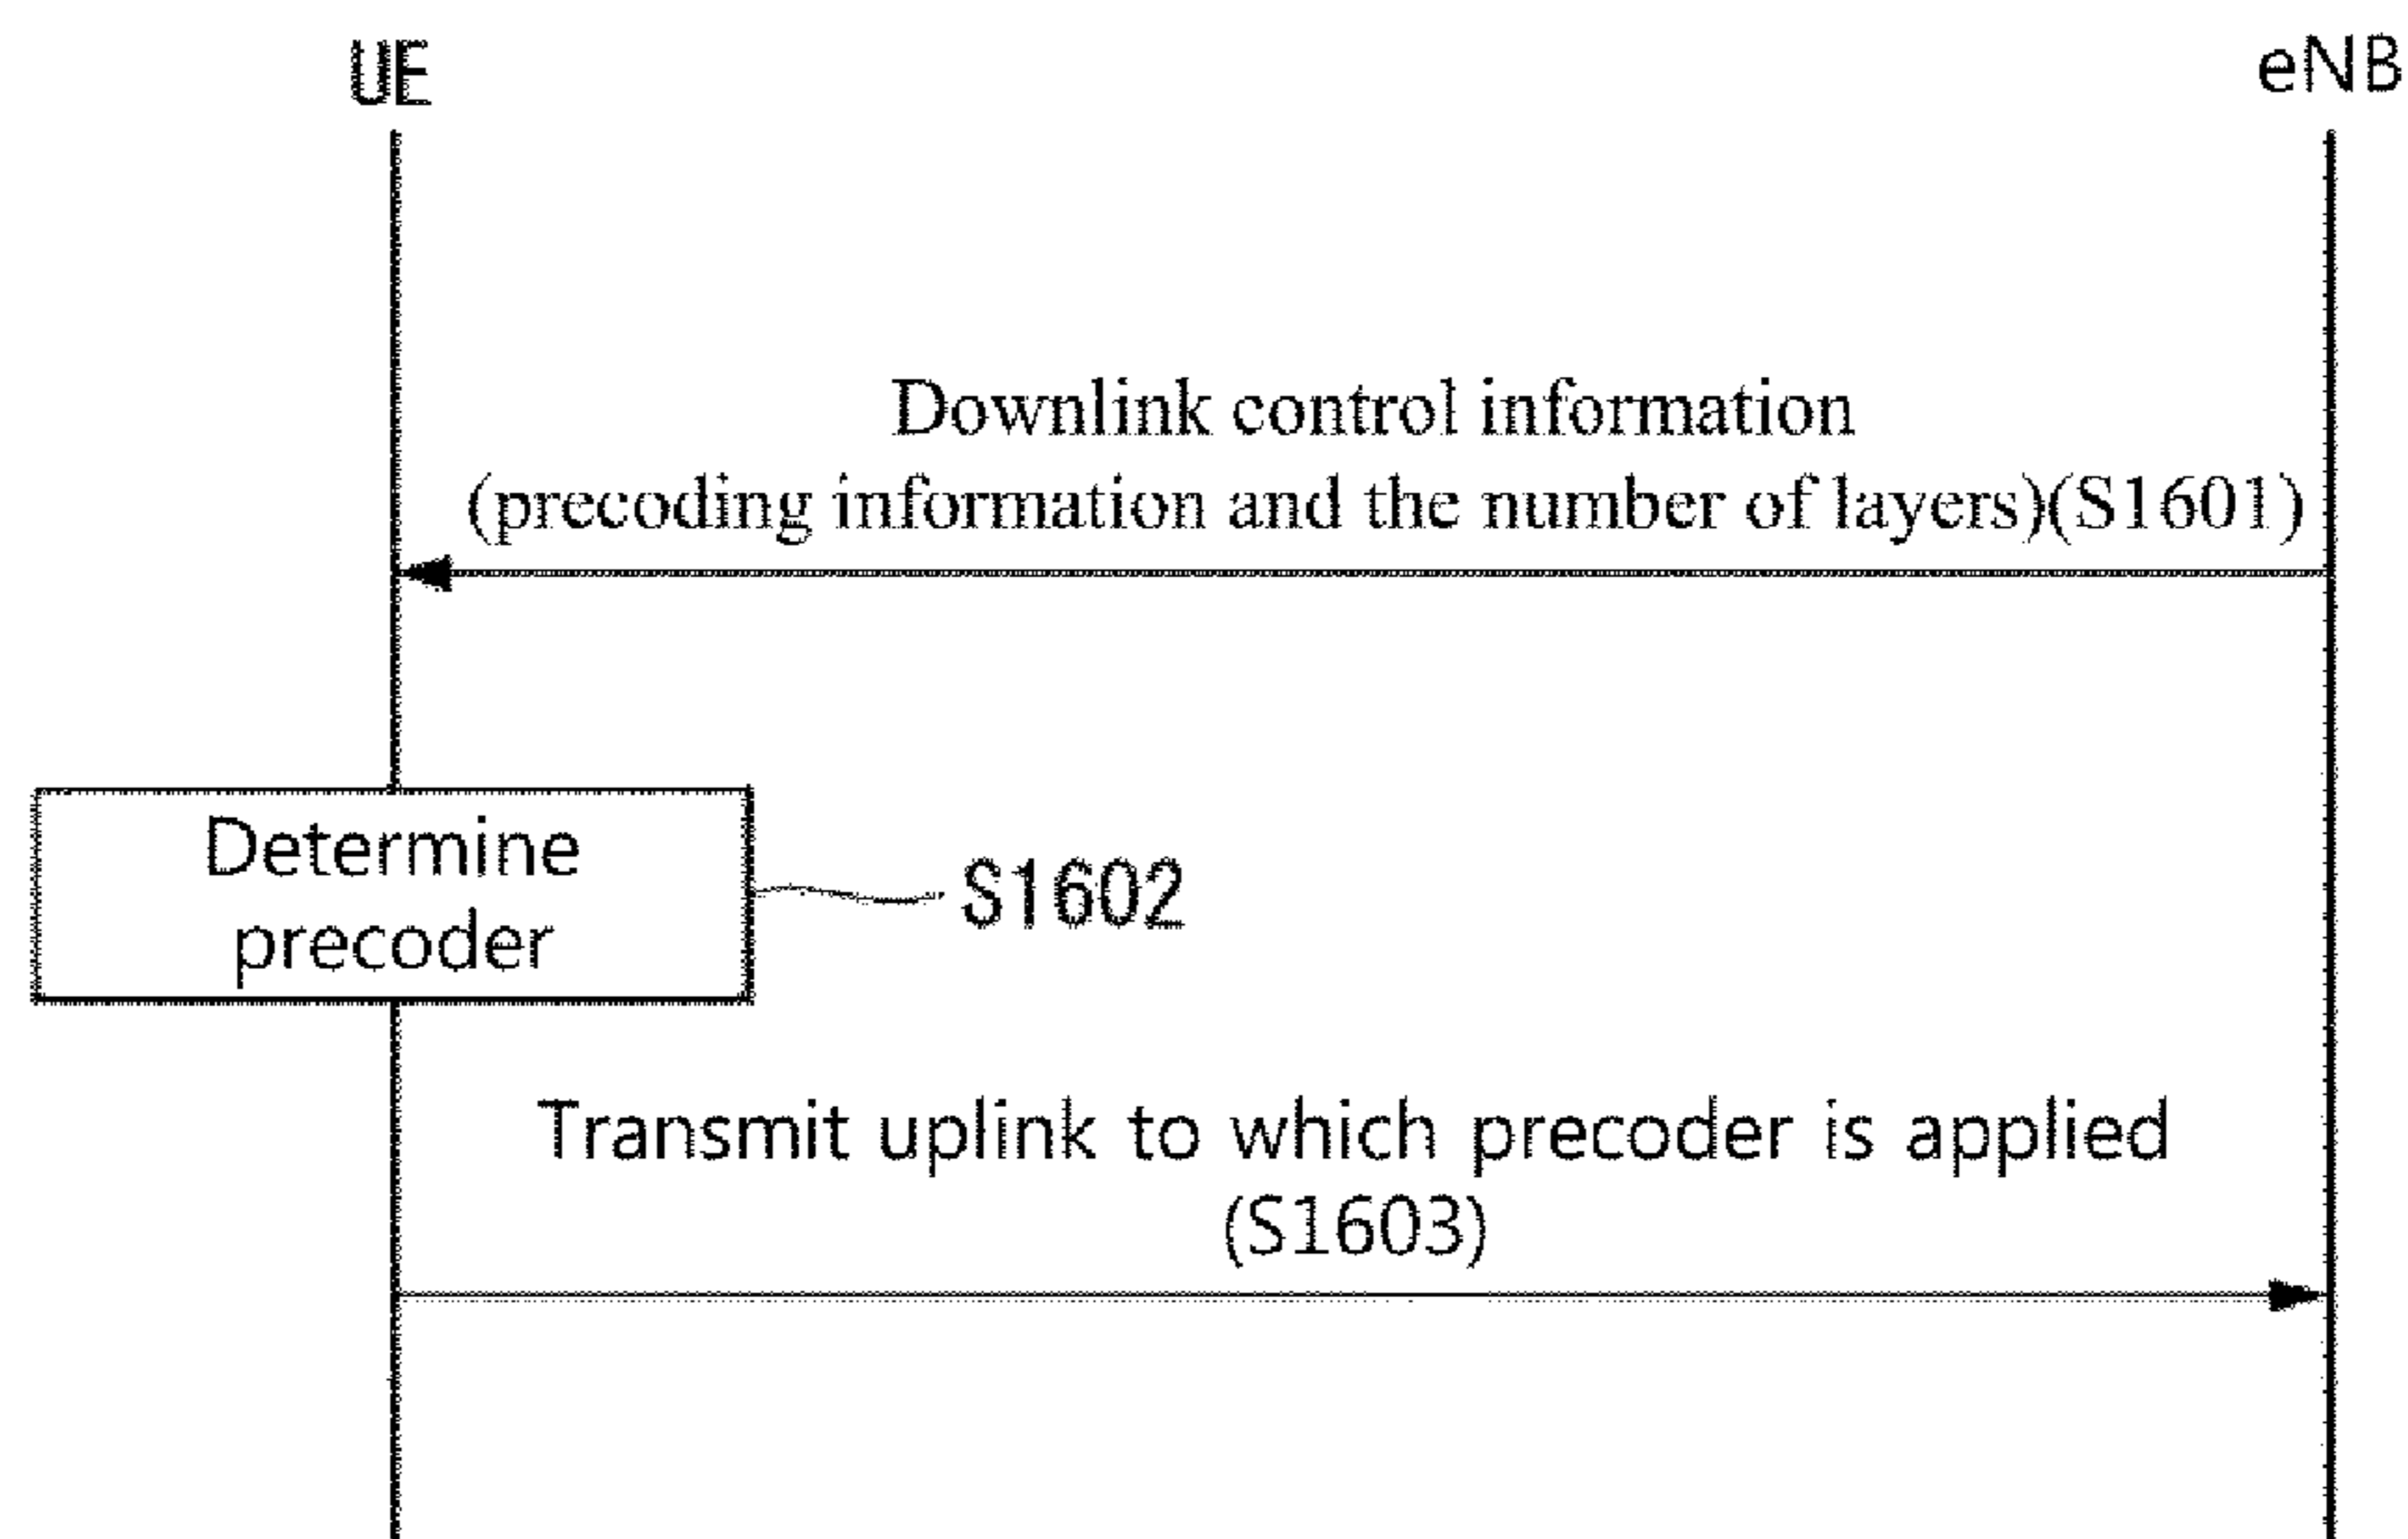 UE
eNB
Downlink control information
(precoding information and the number of layers)(S1601)
Determine
precoder
S1602
Transmit uplink to which precoder is applied
(S1603)